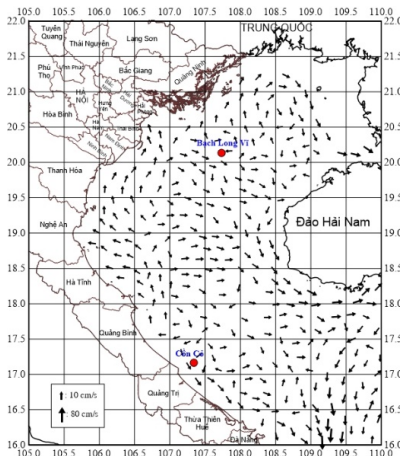 105.0 105.5 106.0 106.5 107.0 107.5 108.0 108.5 109.0 109.5 110.0
22.0
TRUNG QUỐC
Tuyên
Quang
Lạng Sơn
Thái Nguyên
21.5
Phú
Thọ
Vĩnh Phúc
Bắc Giang
Quảng Ninh
21.0
HÀ
NỘI
Hưng
Yên
20.5
Hòa Bình
Bạch Long Vĩ
20.0
Thanh Hóa
19.5
Đảo Hải Nam
Nghệ An
19.0
18.5
Hà Tĩnh
18.0
17.5
Quảng Bình
Cồn Cỏ
17.0
: 10 cm/s
: 80 cm/s
Quảng Trị
16.5
Thừa Thiên
Huế
Đà Nẵng
16.0
105.0 105.5 106.0 106.5 107.0 107.5 108.0 108.5 109.0 109.5 110.0